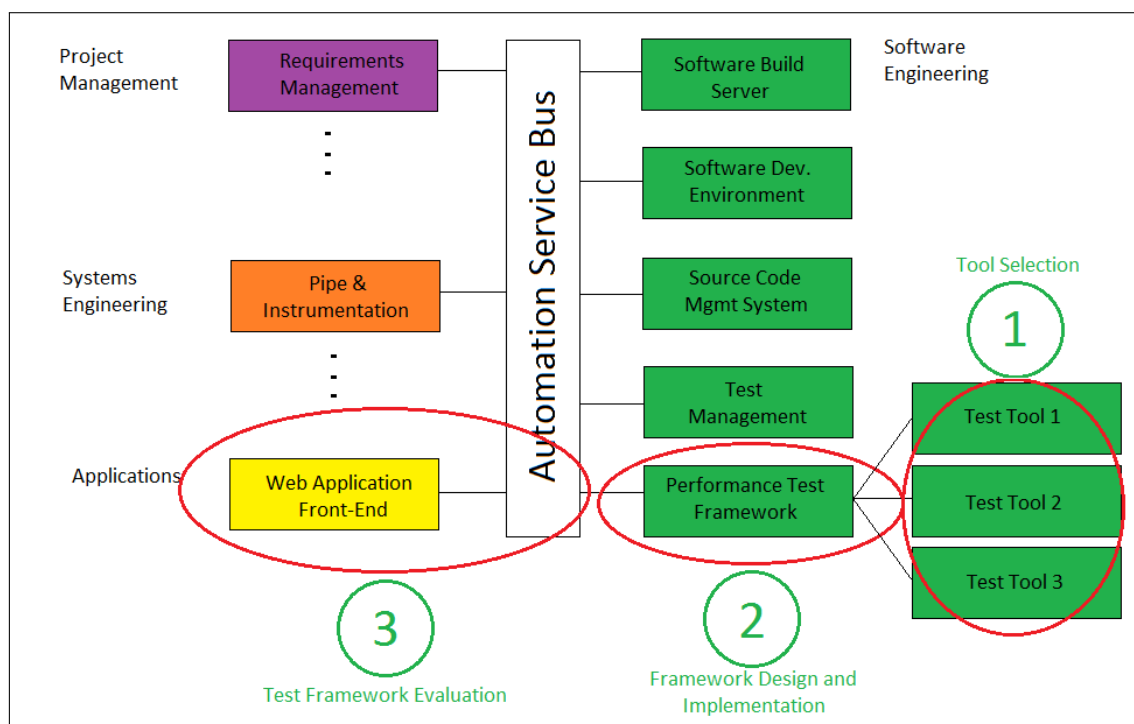 Project
Management
Requirements
Management
Software Build
Server
Software
Engineering
Automation Service Bus
Software Dev.
Environment
Systems
Engineering
Pipe &
Instrumentation
Source Code
Mgmt System
Tool Selection
1
Test
Management
Test Tool 1
Applications
Web Application
Front-End
Performance Test
Framework
Test Tool 2
Test Tool 3
3
2
Test Framework Evaluation
Framework Design and
Implementation